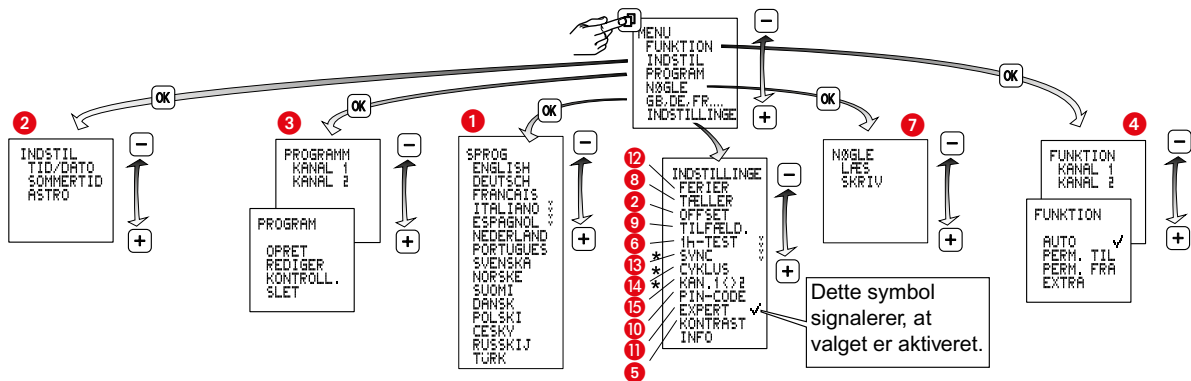 MENU
FUNKTION
INDSTIL
PROGRAM
NØGLE
GB,DE,FR....
INDSTILLINGE
−
+
OK
OK
OK
OK
OK
2
INDSTIL
TID/DATO
SOMMERTID
ASTRO
−
+
3
PROGRAMM
KANAL 1
KANAL 2
PROGRAM
OPRET
REDIGER
KONTROLL.
SLET
−
+
1
SPROG
ENGLISH
DEUTSCH
FRANCAIS
ITALIANO
ESPAGNOL
NEDERLAND
PORTUGUES
SVENSKA
NORSKE
SUOMI
DANSK
POLSKI
CESKY
RUSSKIJ
TÜRK
−
+
INDSTILLINGE
12 FERIER
8 TÆLLER
2 OFFSET
9 TILFÆLD.
6 1h-TEST
13 * SYNC
14 * CYKLUS
15 * KAN.1<>2
10 PIN-CODE
11 EXPERT ✓
5 KONTRAST
INFO
−
+
Dette symbol
signalerer, at
valget er aktiveret.
7
NØGLE
LÆS
SKRIV
−
+
4
FUNKTION
KANAL 1
KANAL 2
FUNKTION
AUTO ✓
PERM. TIL
PERM. FRA
EXTRA
−
+